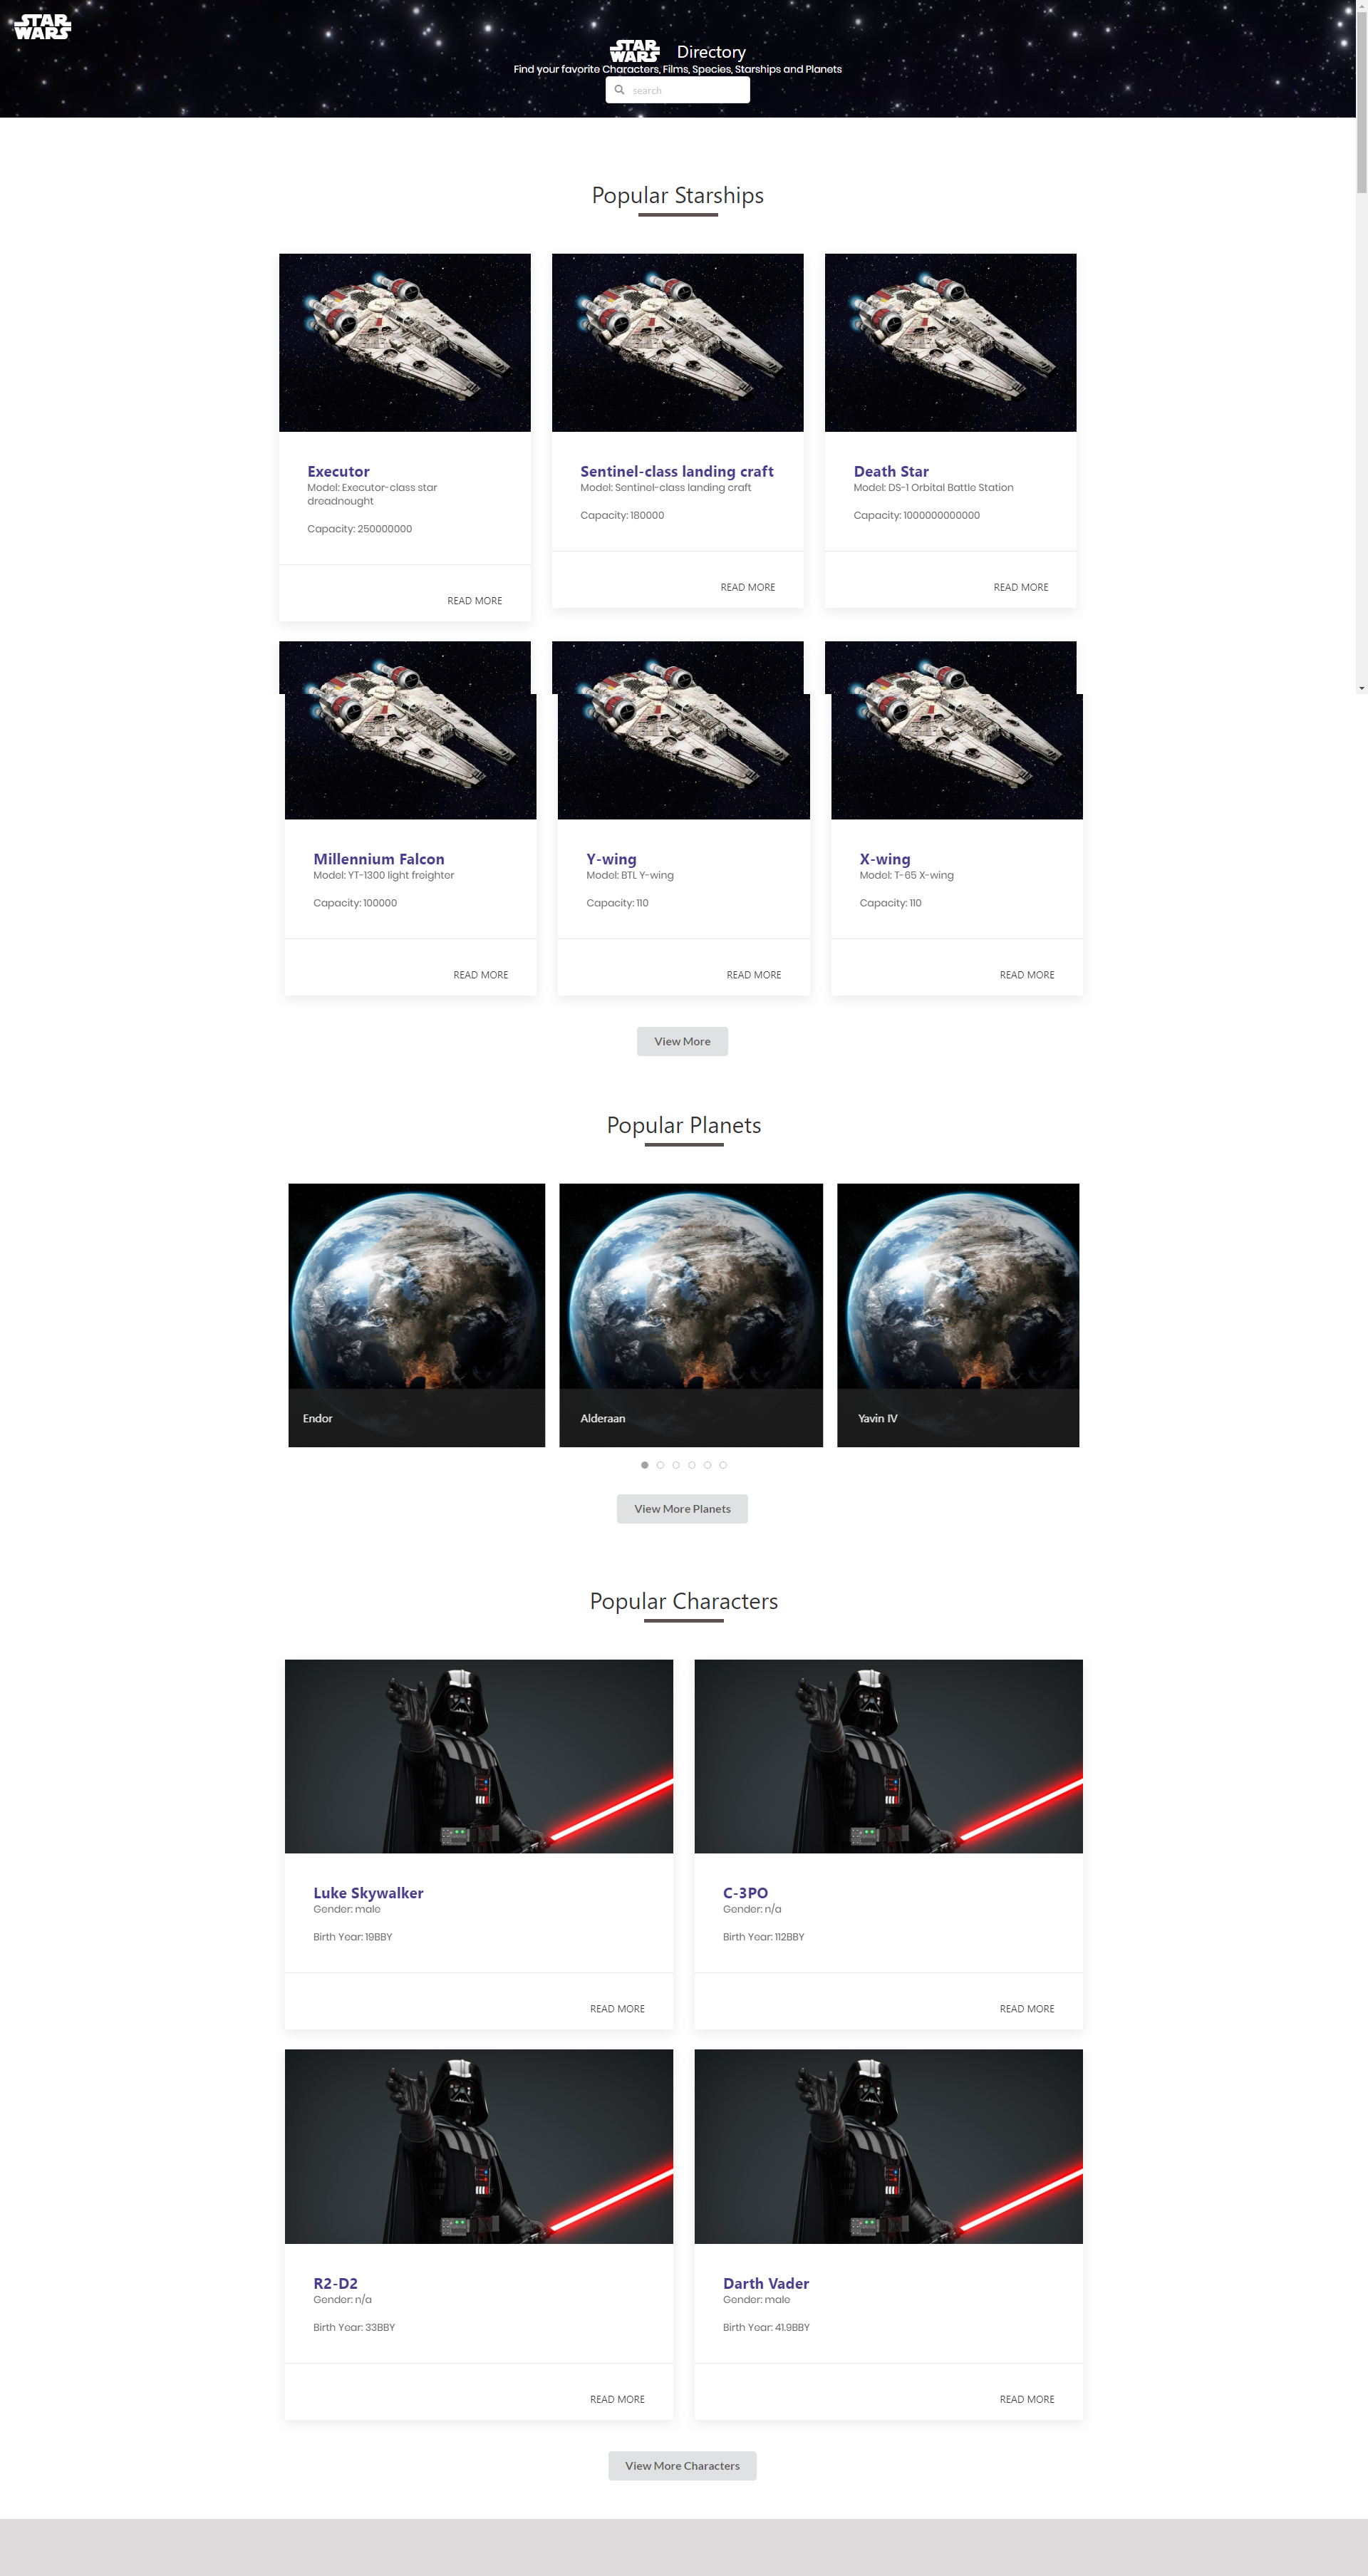 STAR
WARS
STAR
WARS
Directory
Find your favorite Characters, Films, Species, Starships and Planets
search
Popular Starships
Executor
Model: Executor-class star
dreadnought
Capacity: 250000000
READ MORE
Sentinel-class landing craft
Model: Sentinel-class landing craft
Capacity: 180000
READ MORE
Death Star
Model: DS-1 Orbital Battle Station
Capacity: 1000000000000
READ MORE
Millennium Falcon
Model: YT-1300 light freighter
Capacity: 100000
READ MORE
Y-wing
Model: BTL Y-wing
Capacity: 110
READ MORE
X-wing
Model: T-65 X-wing
Capacity: 110
READ MORE
View More
Popular Planets
Endor
Alderaan
Yavin IV
View More Planets
Popular Characters
Luke Skywalker
Gender: male
Birth Year: 19BBY
READ MORE
C-3PO
Gender: n/a
Birth Year: 112BBY
READ MORE
R2-D2
Gender: n/a
Birth Year: 33BBY
READ MORE
Darth Vader
Gender: male
Birth Year: 41.9BBY
READ MORE
View More Characters